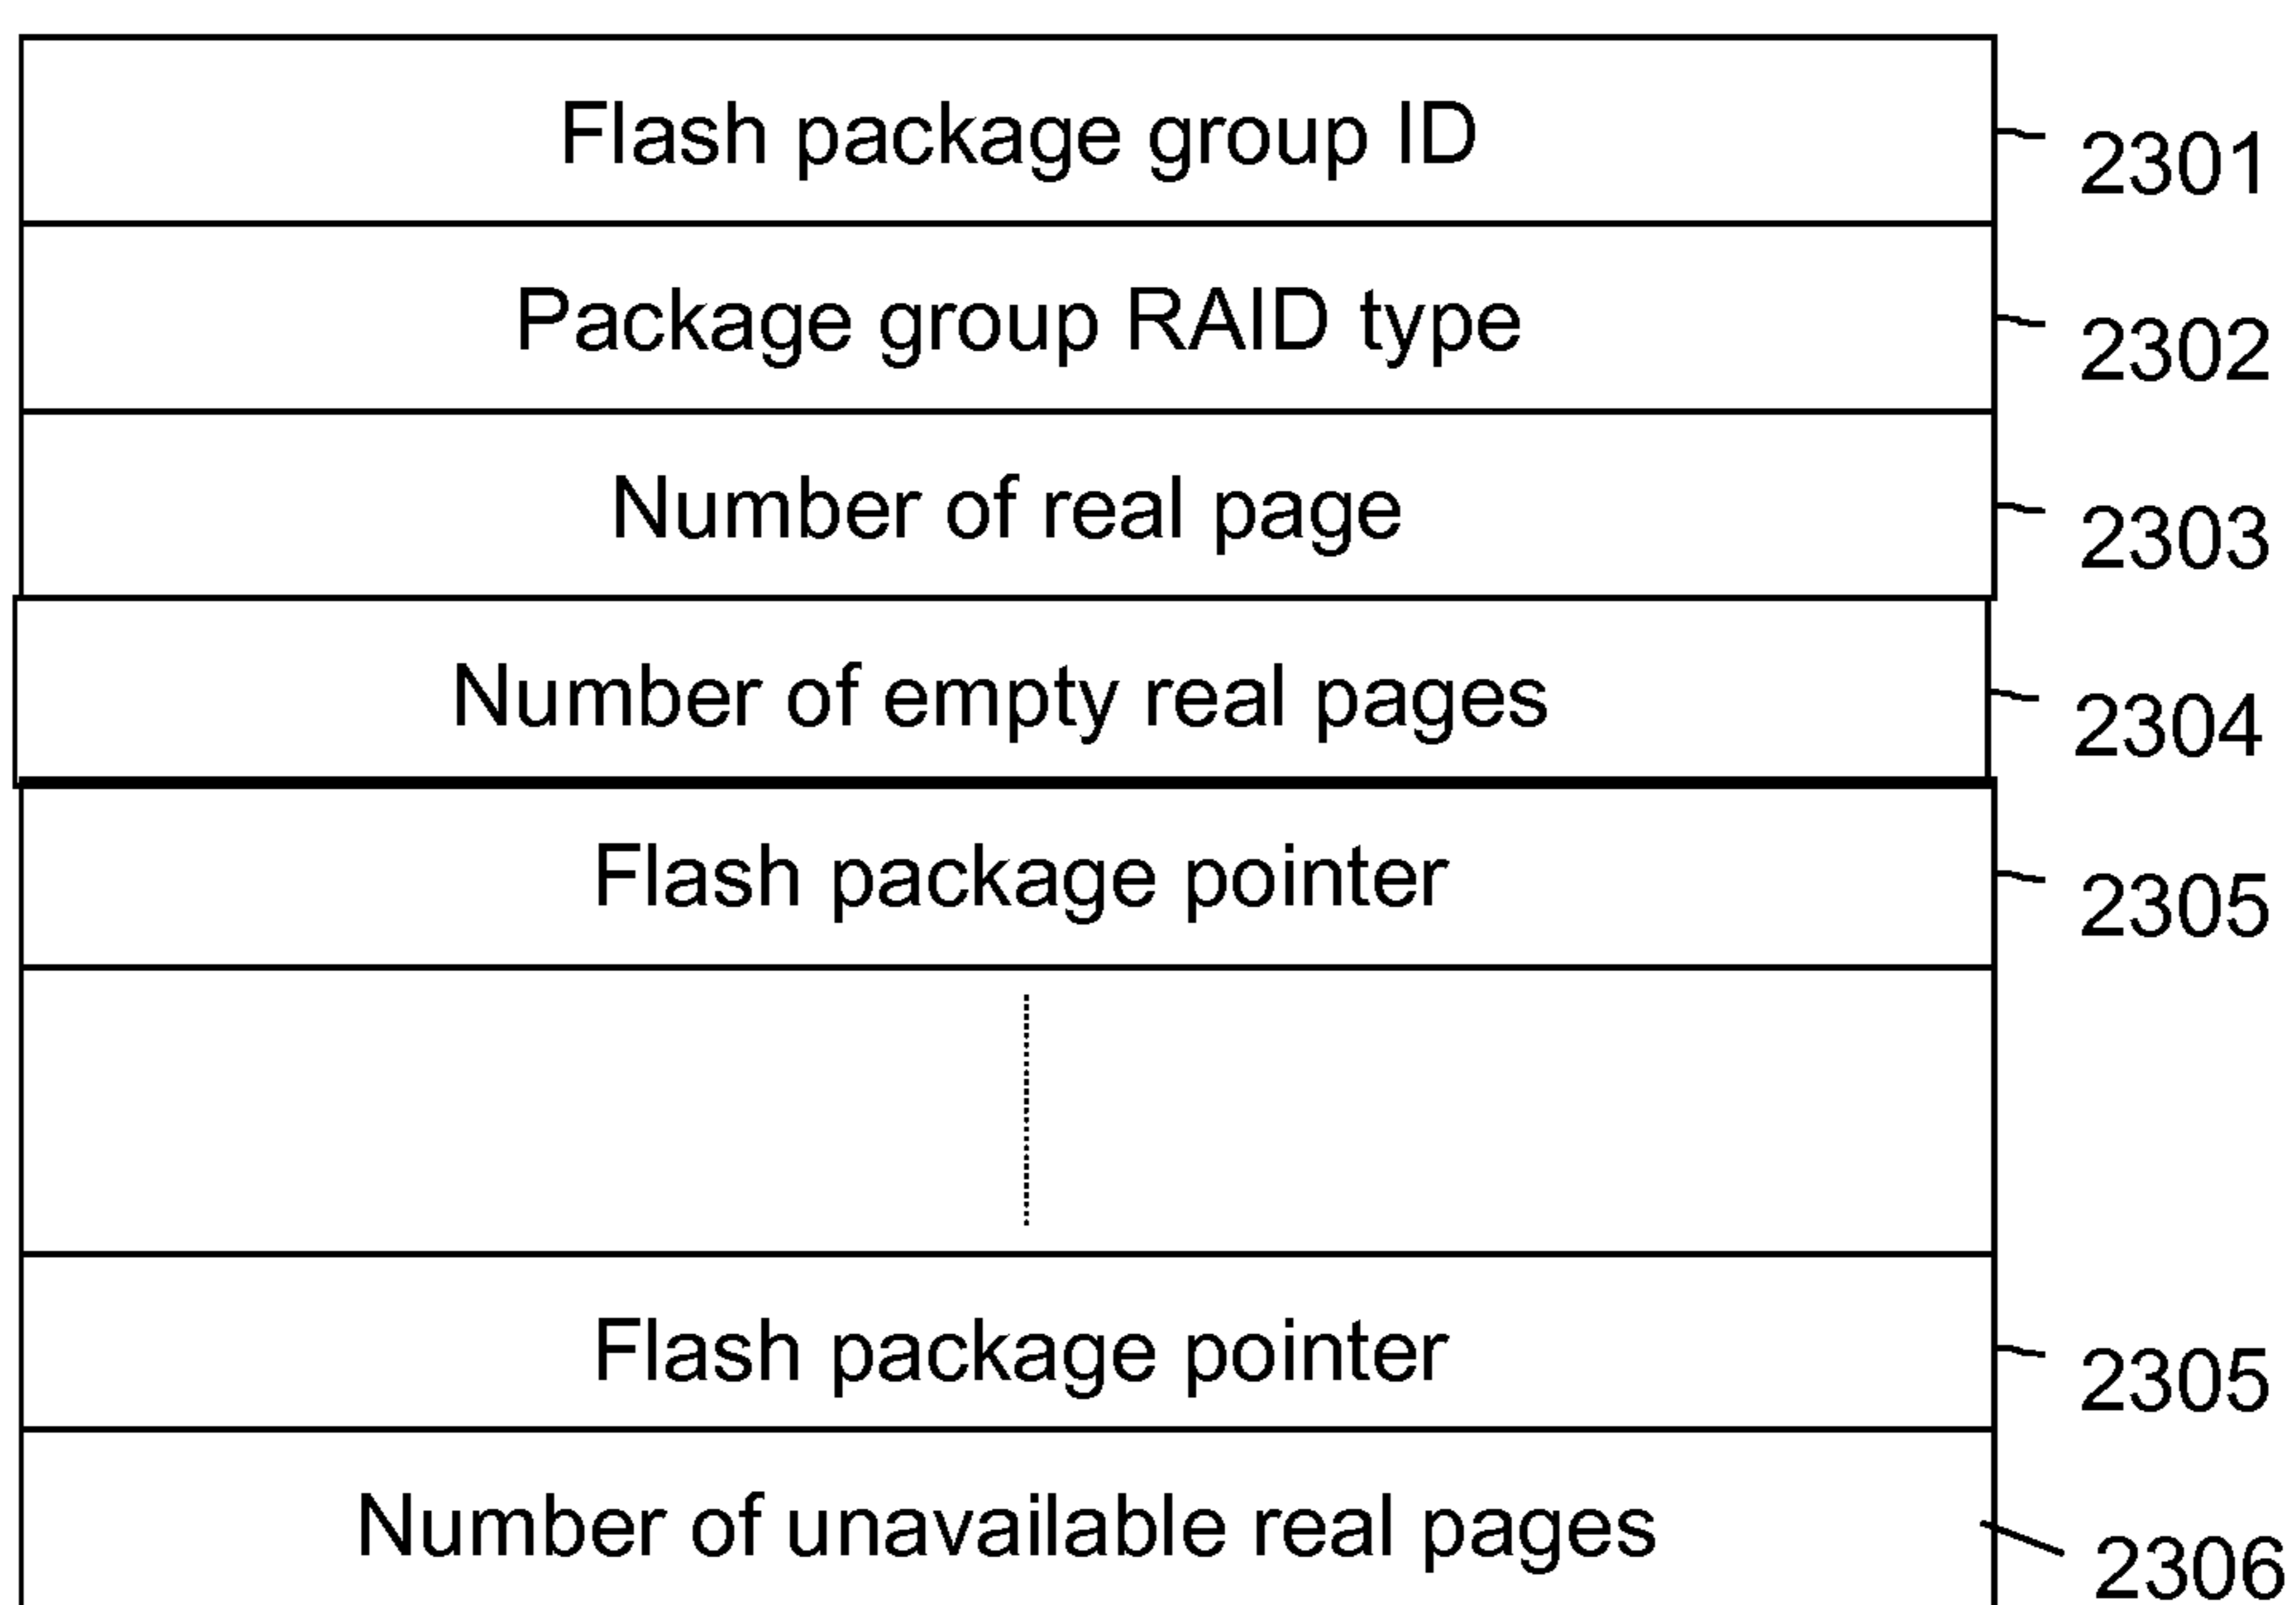 Flash package group ID 2301
Package group RAID type 2302
Number of real page 2303
Number of empty real pages 2304
Flash package pointer 2305
Flash package pointer 2305
Number of unavailable real pages 2306